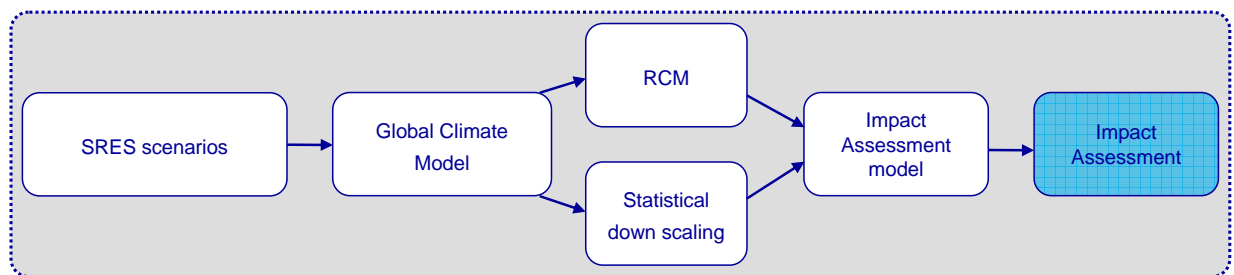 SRES scenarios
Global Climate
Model
RCM
Statistical
down scaling
Impact
Assessment
model
Impact
Assessment